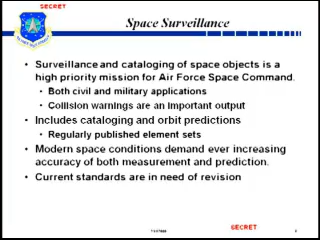 SECRET
Space Surveillance
• Surveillance and cataloging of space objects is a
high priority mission for Air Force Space Command.
• Both civil and military applications
• Collision warnings are an important output
• Includes cataloging and orbit predictions
• Regularly published element sets
• Modern space conditions demand ever increasing
accuracy of both measurement and prediction.
• Current standards are in need of revision
SECRET